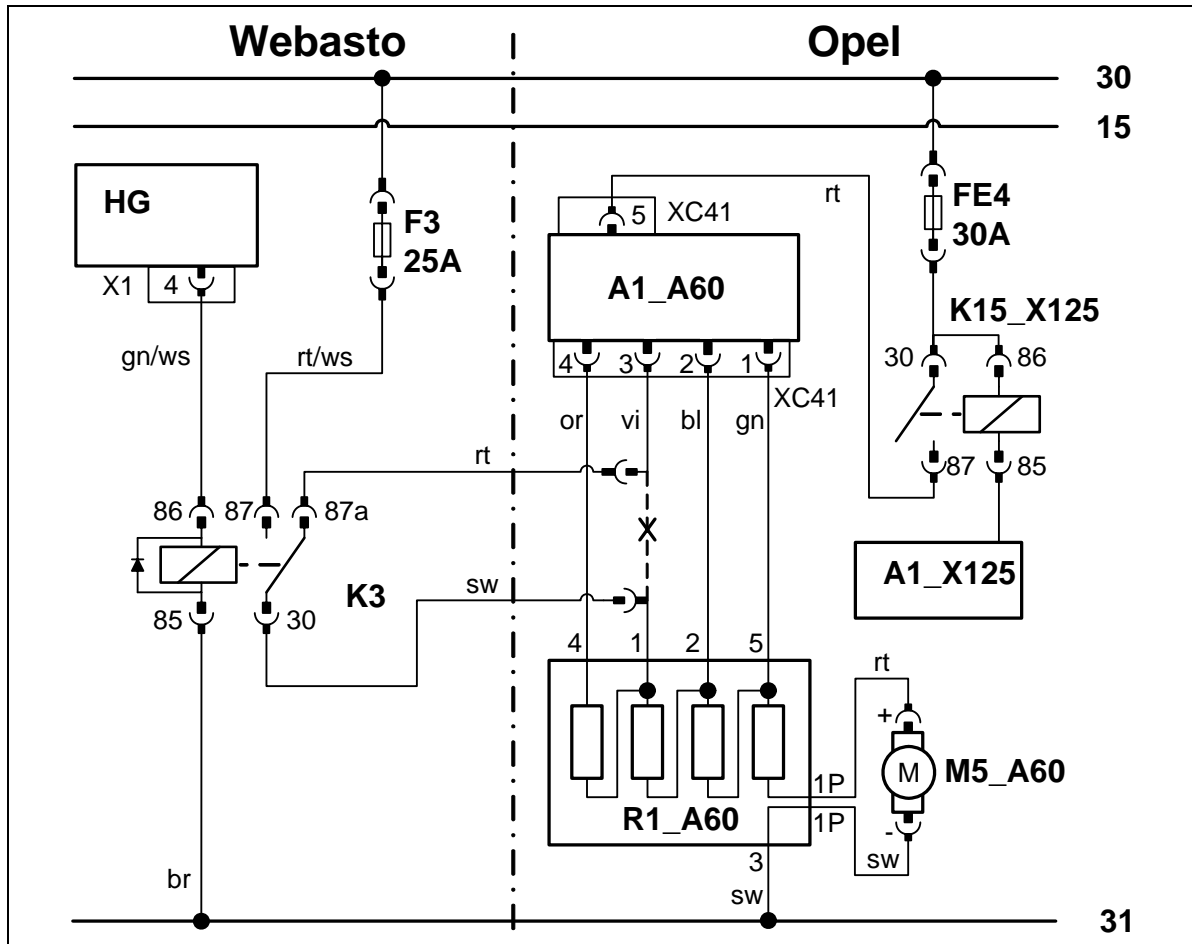 Webasto
Opel
30
15
HG
F3
25A
X1
4
gn/ws
rt/ws
5
XC41
rt
FE4
30A
A1_A60
K15_X125
4
3
2
1
XC41
30
86
or
vi
bl
gn
87
85
rt
86
87
87a
A1_X125
K3
sw
85
30
4
1
2
5
rt
+
M
M5_A60
-
1P
1P
R1_A60
3
sw
sw
br
31